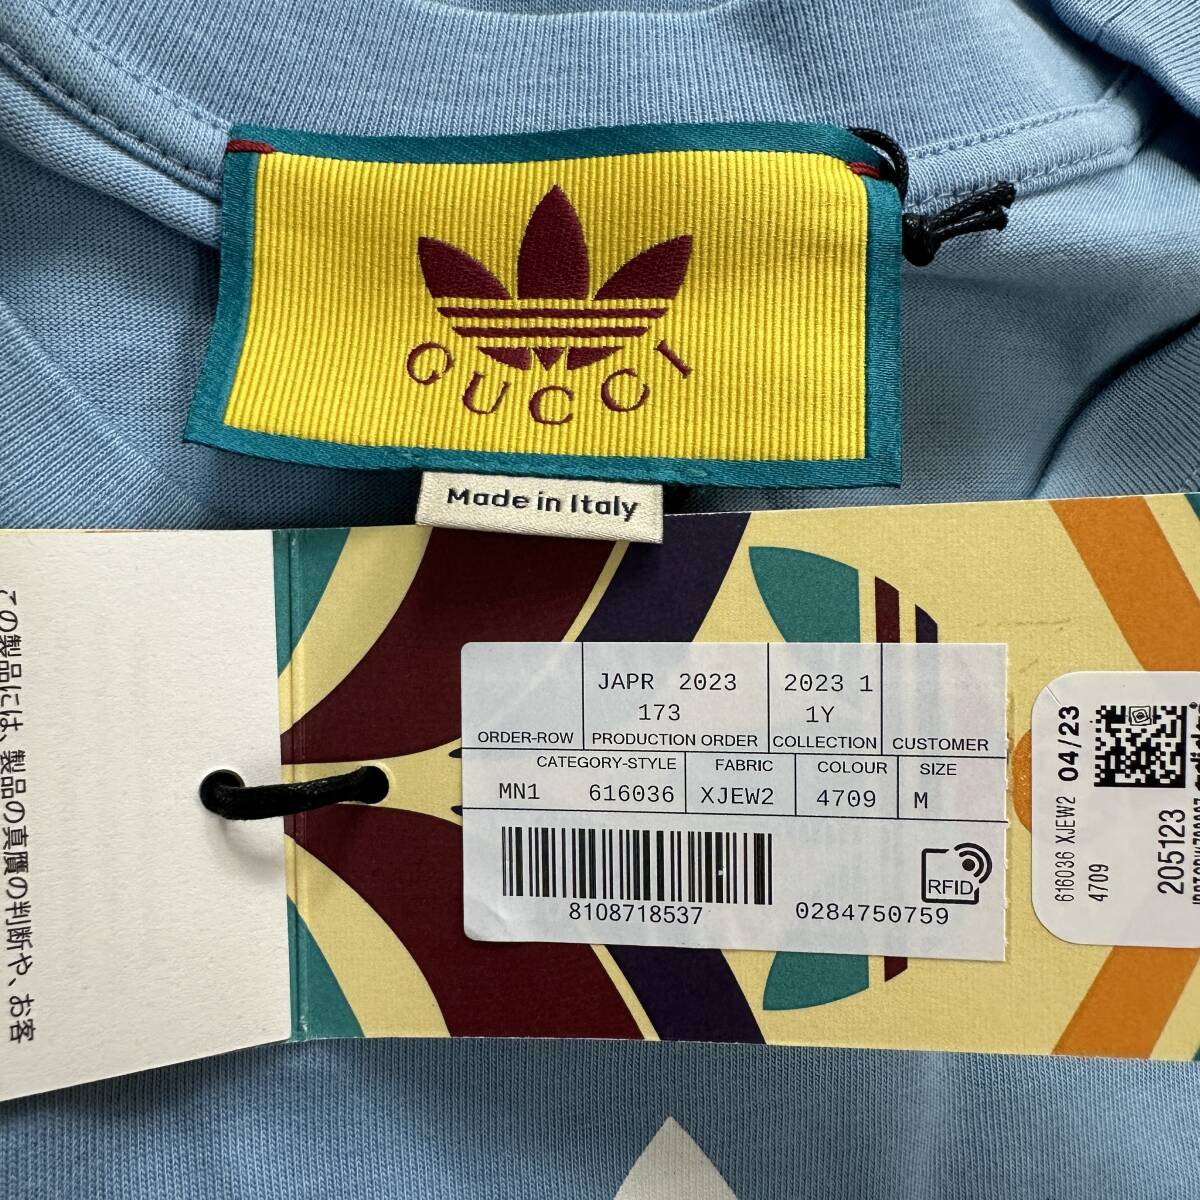 GUCCI
Made in Italy
この製品には、製品の真贋の判断や、お客
JAPR 2023
173
2023 1
1Y
ORDER-ROW
PRODUCTION ORDER
COLLECTION
CUSTOMER
CATEGORY-STYLE
FABRIC
COLOUR
SIZE
MN1 616036
XJEW2
4709
M
8108718537
0284750759
RFID
616036 XJEW2 04/23
4709
205123